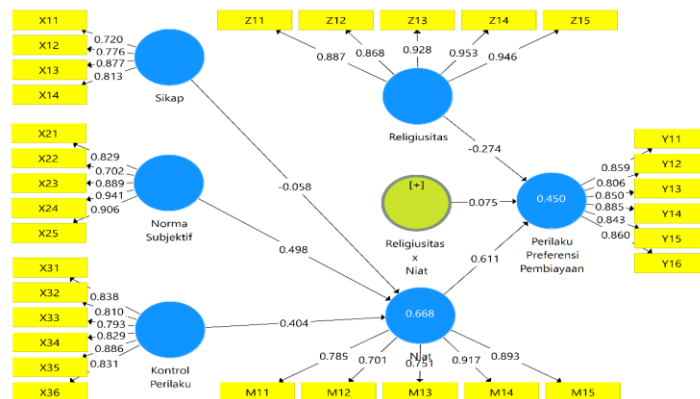 X11
X12
X13
X14
0.720
0.776
0.877
0.813
Sikap
Z11
Z12
Z13
Z14
Z15
0.887
0.868
0.928
0.953
0.946
Religiusitas
X21
X22
X23
X24
X25
0.829
0.702
0.889
0.941
0.906
Norma
Subjektif
-0.058
-0.274
[+]
0.075
Religiusitas
x
Niat
0.450
Perilaku
Preferensi
Pembiayaan
Y11
Y12
Y13
Y14
Y15
Y16
0.859
0.806
0.850
0.885
0.843
0.860
0.498
0.611
X31
X32
X33
X34
X35
X36
0.838
0.810
0.793
0.829
0.886
0.831
Kontrol
Perilaku
0.404
0.668
Niat
0.785
0.701
0.751
0.917
0.893
M11
M12
M13
M14
M15